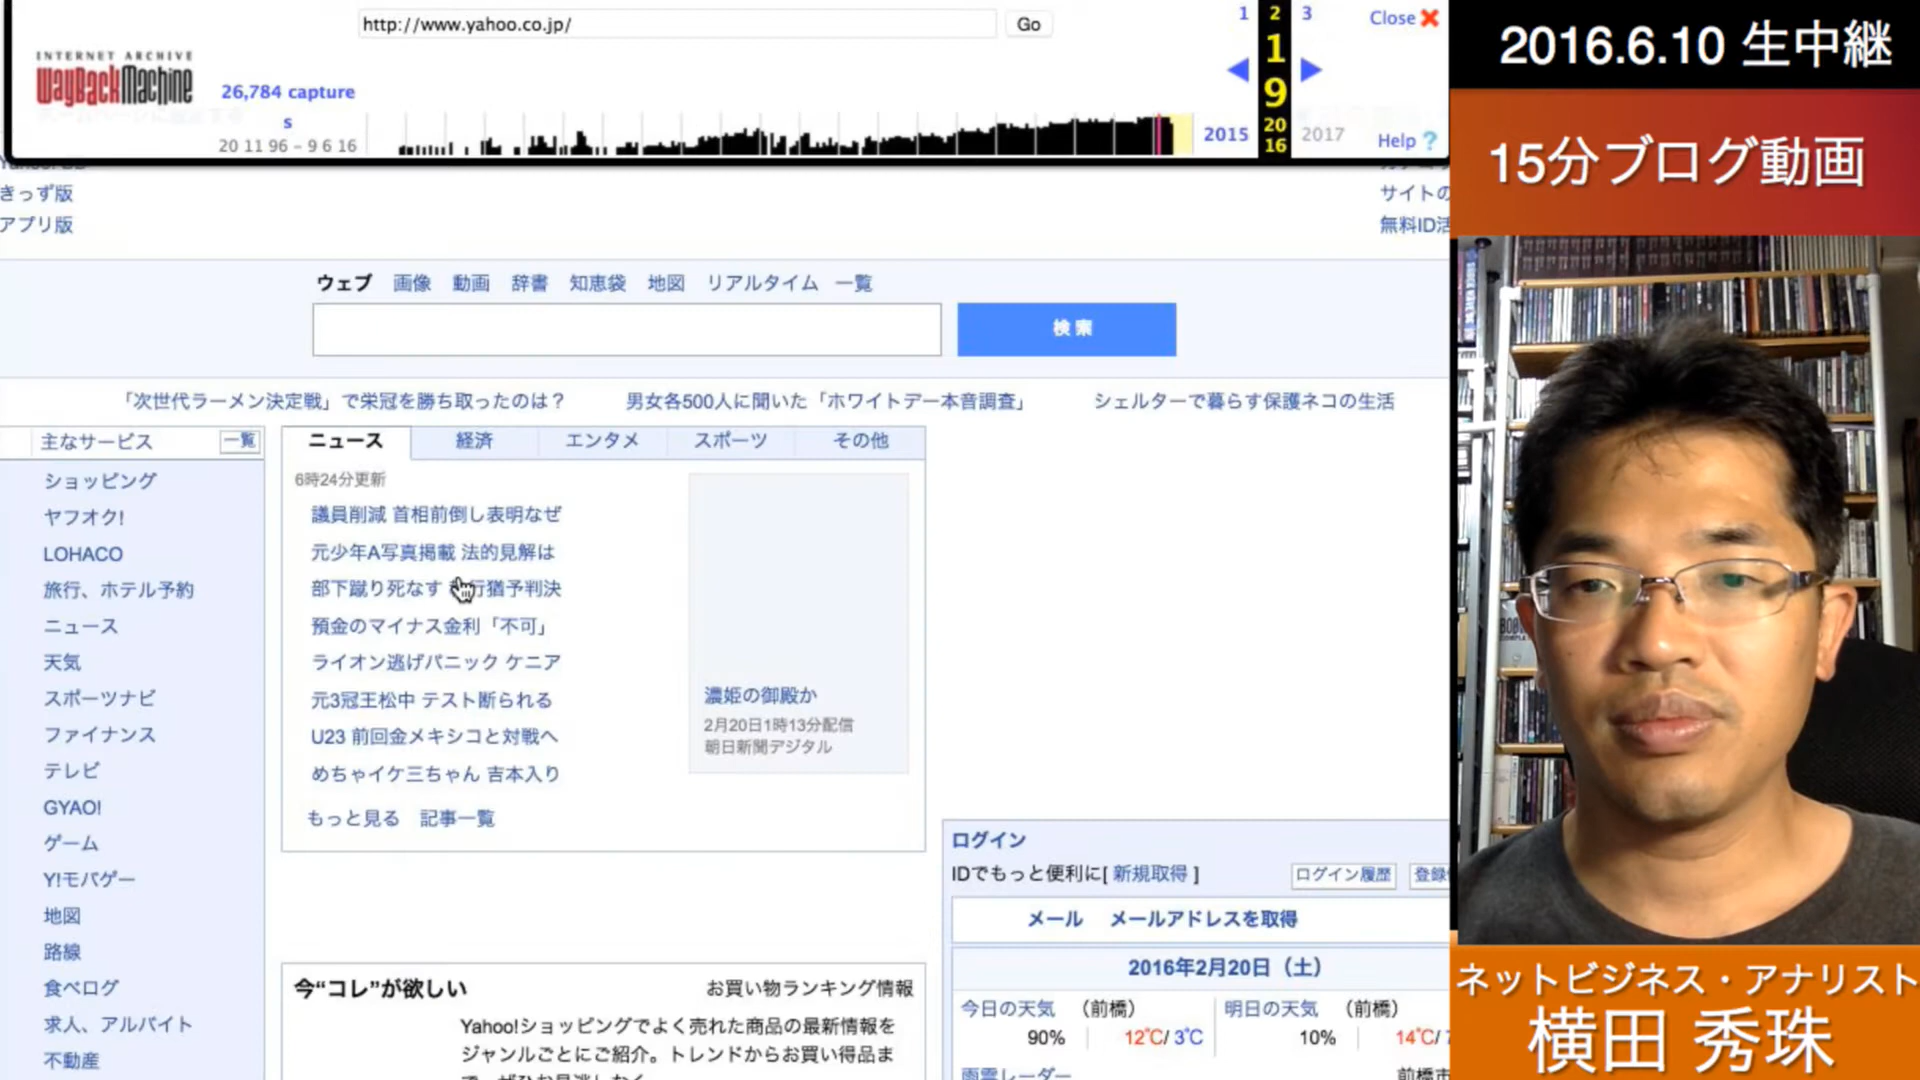 http://www.yahoo.co.jp/
Go
1 2 3
Close
INTERNET ARCHIVE
WayBackMachine
26,784 capture
s
20 11 96 - 9 6 16
19
2015
20
16
2017
Help ?
きっず版
アプリ版
サイトの
無料ID活
ウェブ 画像 動画 辞書 知恵袋 地図 リアルタイム 一覧
検索
「次世代ラーメン決定戦」で栄冠を勝ち取ったのは?
男女各500人に聞いた「ホワイトデー本音調査」
シェルターで暮らす保護ネコの生活
主なサービス 一覧
ショッピング
ヤフオク!
LOHACO
旅行、ホテル予約
ニュース
天気
スポーツナビ
ファイナンス
テレビ
GYAO!
ゲーム
Y!モバゲー
地図
路線
食べログ
求人、アルバイト
不動産
ニュース 経済 エンタメ スポーツ その他
6時24分更新
議員削減 首相前倒し表明なぜ
元少年A写真掲載 法的見解は
部下蹴り死なす 行猶予判決
預金のマイナス金利「不可」
ライオン逃げパニック ケニア
元3冠王松中 テスト断られる
U23 前回金メキシコと対戦へ
めちゃイケ三ちゃん 吉本入り
もっと見る 記事一覧
濃姫の御殿か
2月20日1時13分配信
朝日新聞デジタル
今“コレ”が欲しい
お買い物ランキング情報
Yahoo!ショッピングでよく売れた商品の最新情報を
ジャンルごとにご紹介。トレンドからお買い得品ま
ログイン
IDでもっと便利に[ 新規取得 ]
ログイン履歴
登録
メール メールアドレスを取得
2016年2月20日(土)
今日の天気 (前橋)
90% 12℃/ 3℃
明日の天気 (前橋)
10% 14℃/
雨雲レーダー
前橋市
2016.6.10 生中継
15分ブログ動画
ネットビジネス・アナリスト
横田 秀珠